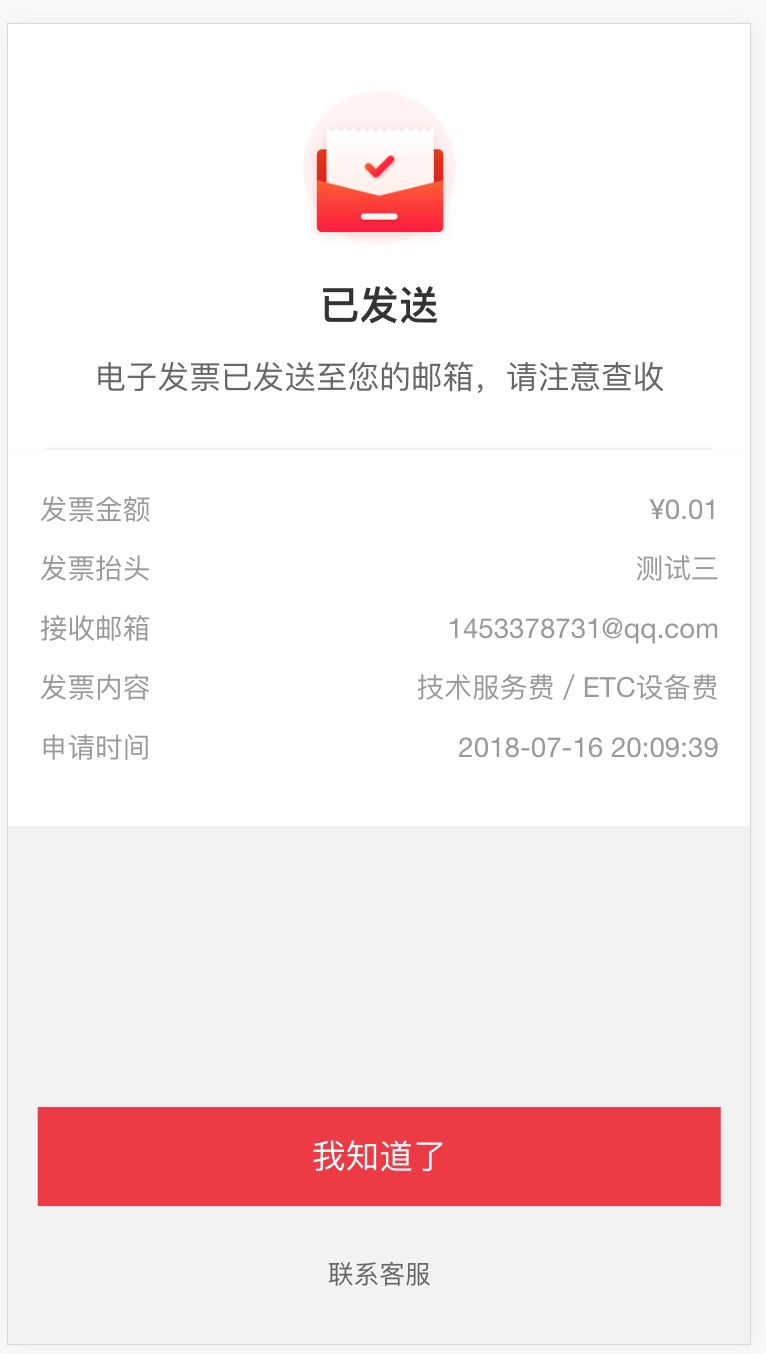 已发送
电子发票已发送至您的邮箱，请注意查收
发票金额 ¥0.01
发票抬头 测试三
接收邮箱 1453378731@qq.com
发票内容 技术服务费 / ETC设备费
申请时间 2018-07-16 20:09:39
我知道了
联系客服